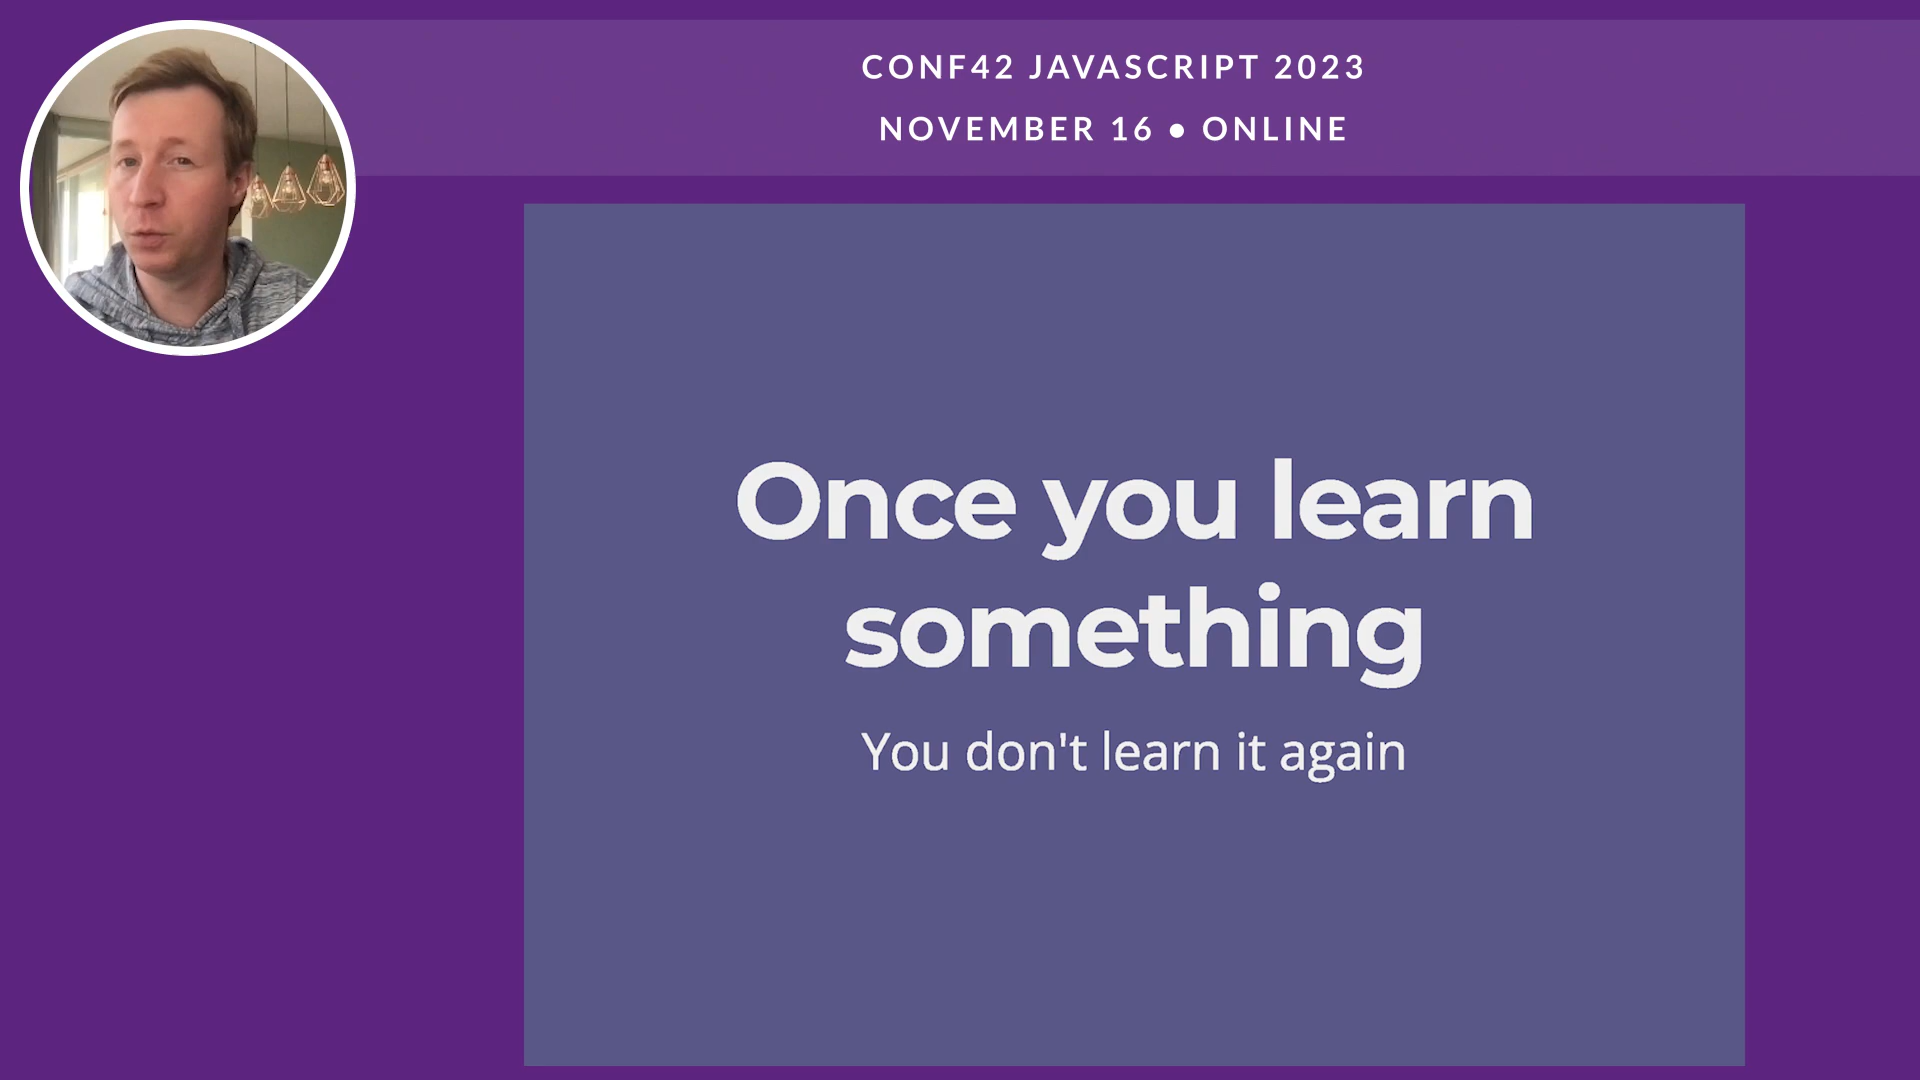 CONF42 JAVASCRIPT 2023
NOVEMBER 16 • ONLINE
Once you learn
something
You don't learn it again